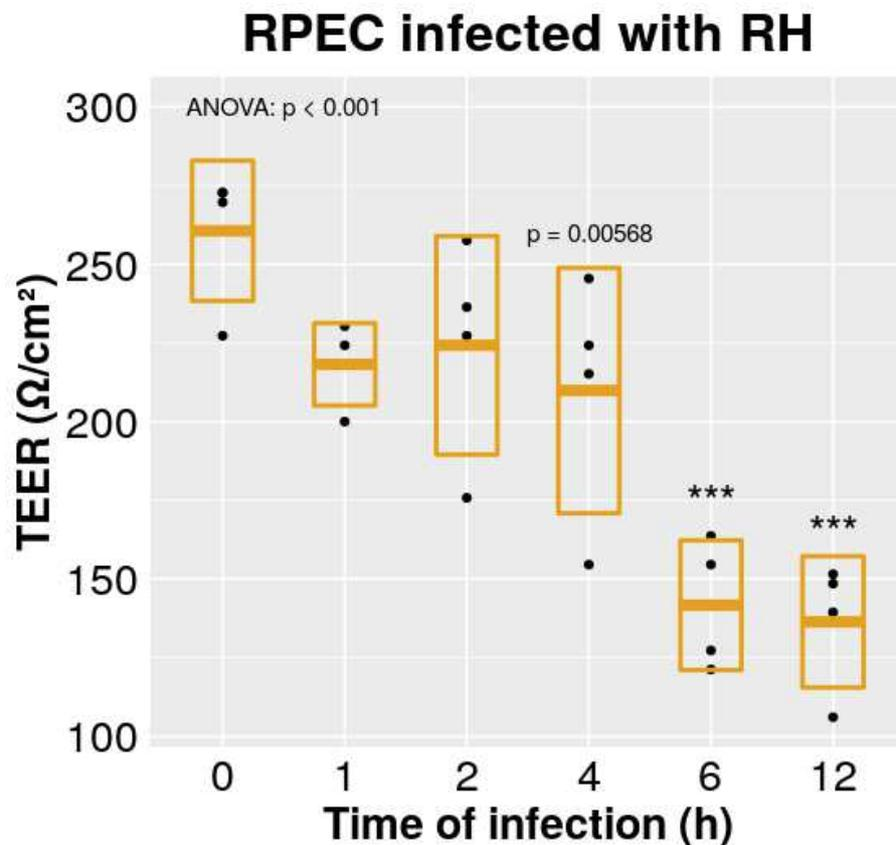 RPEC infected with RH
ANOVA: p < 0.001
p = 0.00568
***
***
TEER (Ω/cm²)
300
250
200
150
100
0 1 2 4 6 12
Time of infection (h)